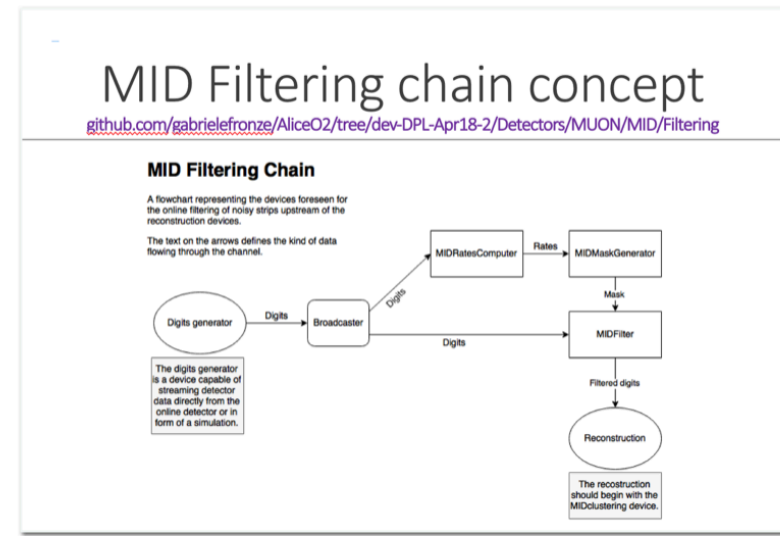 MID Filtering chain concept
github.com/gabrielefronze/AliceO2/tree/dev-DPL-Apr18-2/Detectors/MUON/MID/Filtering
MID Filtering Chain
A flowchart representing the devices foreseen for
the online filtering of noisy strips upstream of the
reconstruction devices.
The text on the arrows defines the kind of data
flowing through the channel.
MIDRatesComputer
Rates
MIDMaskGenerator
Digits
Mask
Digits generator
Digits
Broadcaster
Digits
MIDFilter
The digits generator
is a device capable of
streaming detector
data directly from the
online detector or in
form of a simulation.
Filtered digits
Reconstruction
The recostruction
should begin with the
MIDclustering device.